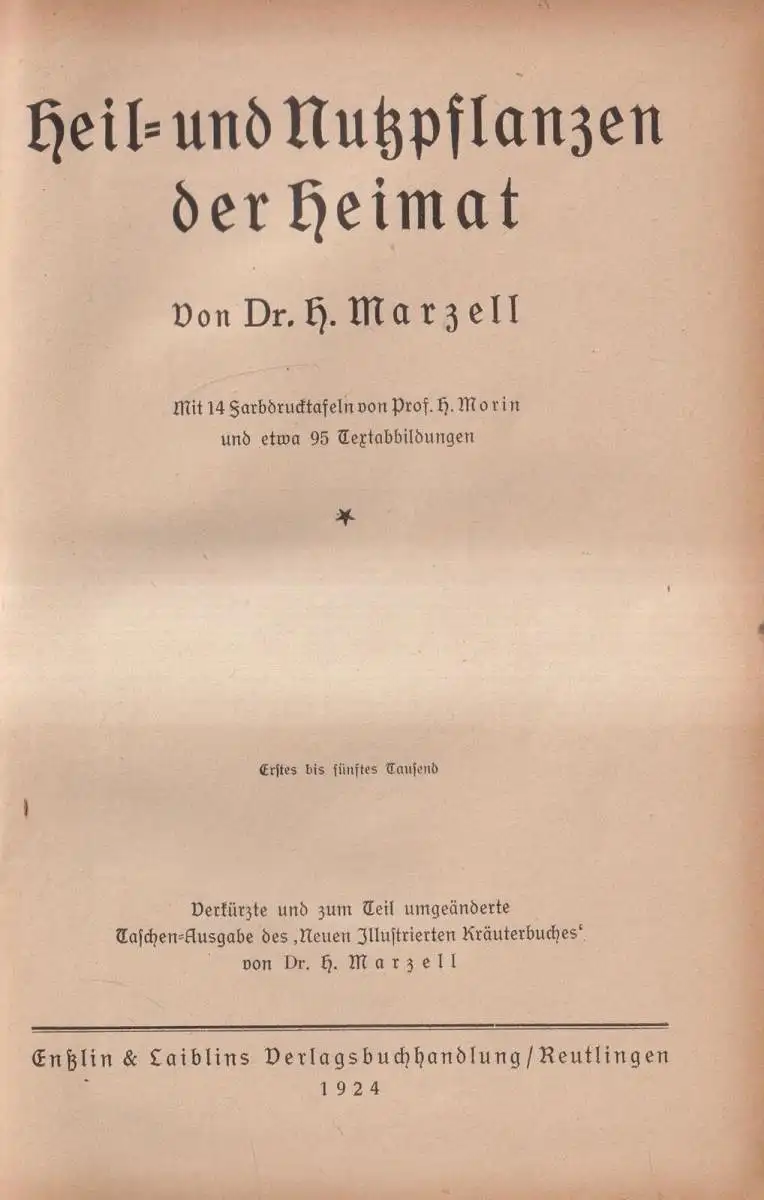 Heil- und Nutzpflanzen
der Heimat
Von Dr. H. Marzell
Mit 14 Farbdrucktafeln von Prof. H. Morin
und etwa 95 Textabbildungen
Erstes bis fünftes Tausend
Verkürzte und zum Teil umgeänderte
Taschen-Ausgabe des ‚Neuen Illustrierten Kräuterbuches‘
von Dr. H. Marzell
Enßlin & Laiblins Verlagsbuchhandlung/Reutlingen
1924